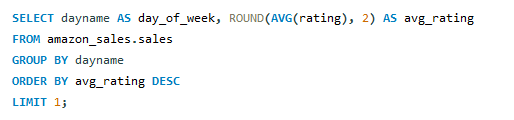 SELECT dayname AS day_of_week, ROUND(AVG(rating), 2) AS avg_rating
FROM amazon_sales.sales
GROUP BY dayname
ORDER BY avg_rating DESC
LIMIT 1;